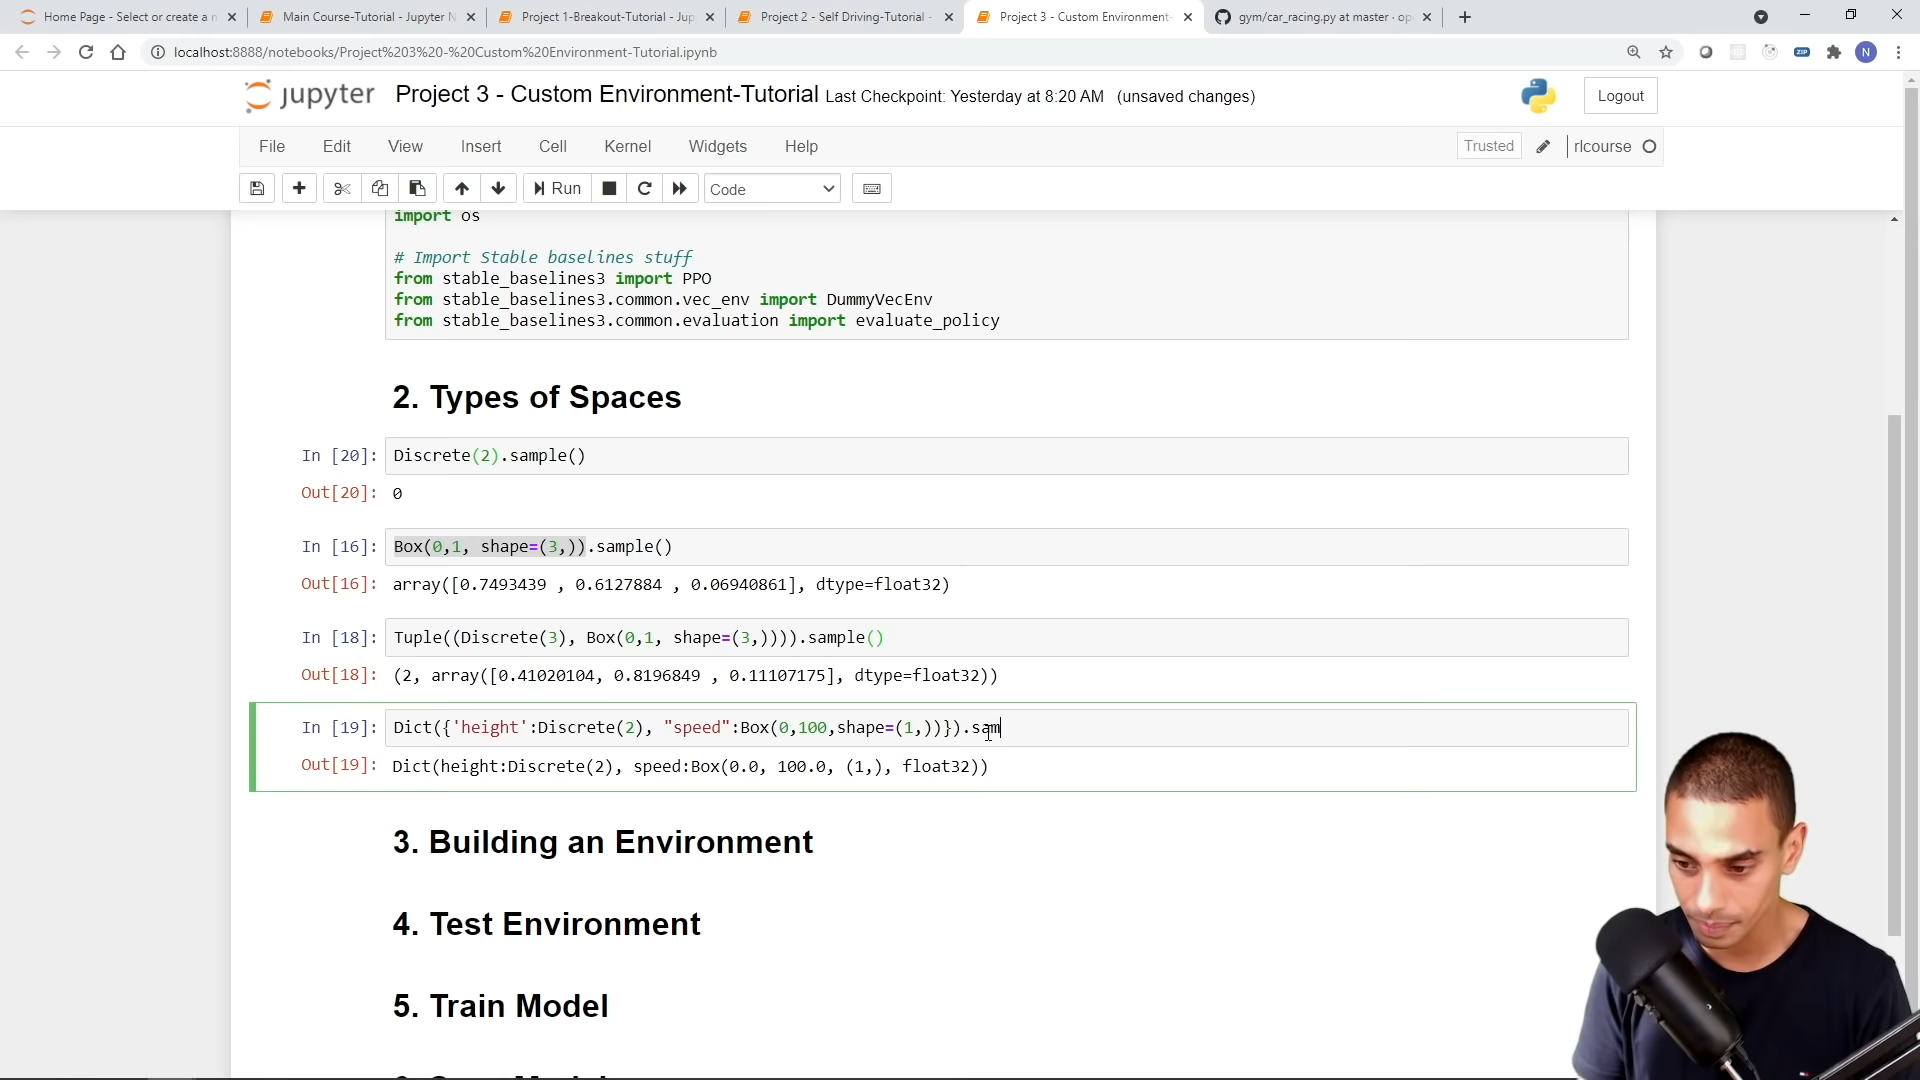 Home Page - Select or create a n
Main Course-Tutorial - Jupyter N
Project 1-Breakout-Tutorial - Jup
Project 2 - Self Driving-Tutorial -
Project 3 - Custom Environment-
gym/car_racing.py at master · op
localhost:8888/notebooks/Project%203%20-%20Custom%20Environment-Tutorial.ipynb
ZIP
N
jupyter Project 3 - Custom Environment-Tutorial Last Checkpoint: Yesterday at 8:20 AM (unsaved changes)
Logout
File Edit View Insert Cell Kernel Widgets Help
Trusted
rlcourse
Run
Code
import os
# Import Stable baselines stuff
from stable_baselines3 import PPO
from stable_baselines3.common.vec_env import DummyVecEnv
from stable_baselines3.common.evaluation import evaluate_policy
2. Types of Spaces
In [20]: Discrete(2).sample()
Out[20]: 0
In [16]: Box(0,1, shape=(3,)).sample()
Out[16]: array([0.7493439 , 0.6127884 , 0.06940861], dtype=float32)
In [18]: Tuple((Discrete(3), Box(0,1, shape=(3,)))).sample()
Out[18]: (2, array([0.41020104, 0.8196849 , 0.11107175], dtype=float32))
In [19]: Dict({'height':Discrete(2), "speed":Box(0,100,shape=(1,))}).sam
Out[19]: Dict(height:Discrete(2), speed:Box(0.0, 100.0, (1,), float32))
3. Building an Environment
4. Test Environment
5. Train Model